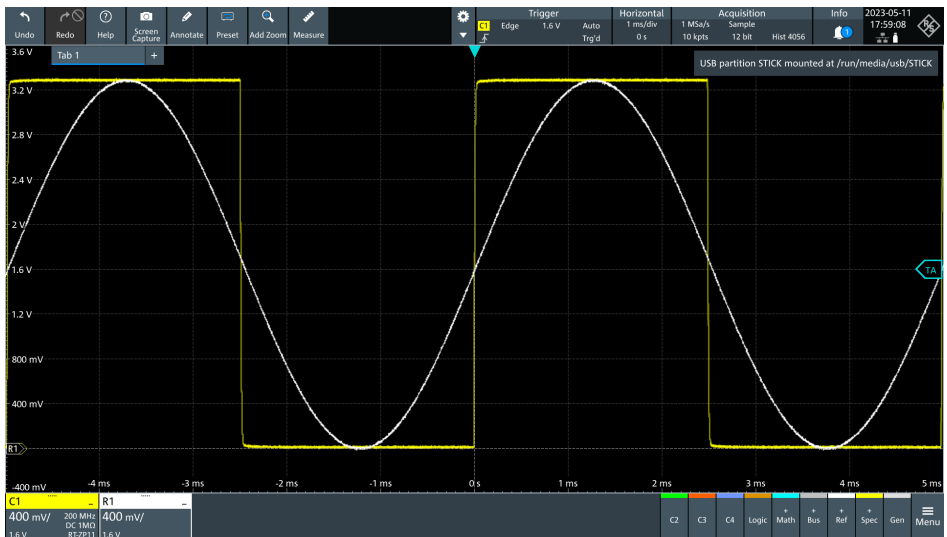 Undo
Redo
Help
Screen
Capture
Annotate
Preset
Add Zoom
Measure
Trigger
C1 Edge 1.6 V Auto
Trg'd
Horizontal
1 ms/div
0 s
Acquisition
1 MSa/s Sample
10 kpts 12 bit Hist 4056
Info
1
2023-05-11
17:59:08
R&S
Tab 1 +
USB partition STICK mounted at /run/media/usb/STICK
3.6 V
3.2 V
2.8 V
2.4 V
2 V
1.6 V
TA
1.2 V
800 mV
400 mV
R1
-400 mV
-4 ms -3 ms -2 ms -1 ms 0 s 1 ms 2 ms 3 ms 4 ms 5 ms
C1
400 mV/ 200 MHz
DC 1MΩ
1.6 V RT-ZP11
R1
400 mV/
1.6 V
C2 C3 C4 Logic + Math + Bus + Ref + Spec Gen Menu